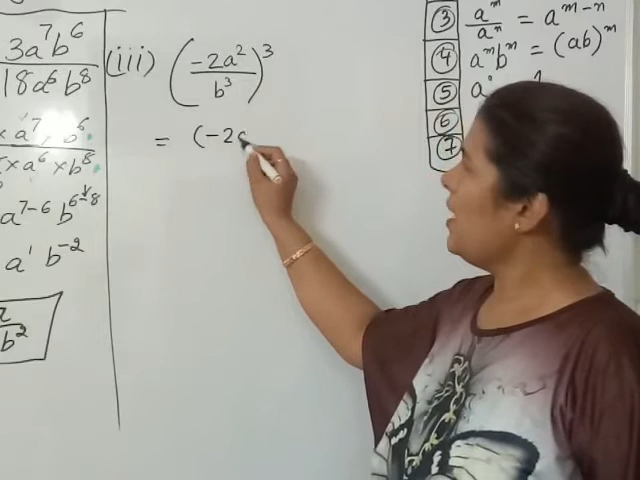 3a⁷b⁶
18a⁶b⁸
× a⁷, b⁶
× a⁶ × b⁸
a⁷⁻⁶ b⁶⁻⁸
a¹ b⁻²
b²
(iii) (-2a²/b³)³
= (-2a
③ aᵐ/aⁿ = aᵐ⁻ⁿ
④ aᵐbᵐ = (ab)ᵐ
⑤ a
⑥
⑦